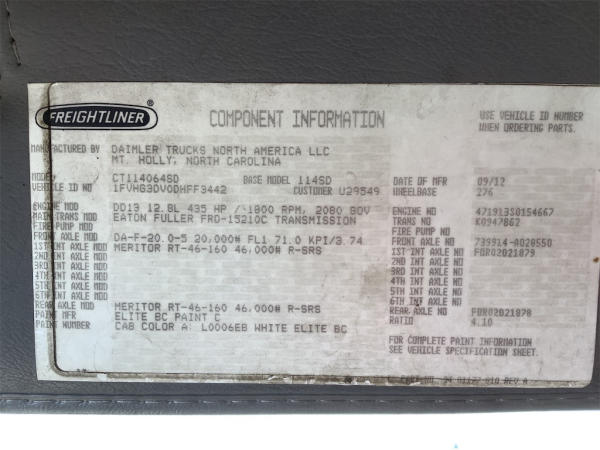 FREIGHTLINER ®
COMPONENT INFORMATION
USE VEHICLE ID NUMBER
WHEN ORDERING PARTS.
MANUFACTURED BY DAIMLER TRUCKS NORTH AMERICA LLC
MT. HOLLY, NORTH CAROLINA
MODEL CT114064SD BASE MODEL 114SD DATE OF MFR 09/12
VEHICLE ID NO 1FVHG3DV0DHFF3442 CUSTOMER U29549 WHEELBASE 276
ENGINE MOD DD13 12.8L 435 HP / 1800 RPM, 2080 GOV ENGINE NO 471913S0154667
MAIN TRANS MOD EATON FULLER FRO-15210C TRANSMISSION TRANS NO K0947862
FIRE PUMP MOD FIRE PUMP NO
FRONT AXLE MOD DA-F-20.0-5 20,000# FL1 71.0 KPI/3.74 FRONT AXLE NO 739914-A028550
1ST INT AXLE MOD MERITOR RT-46-160 46,000# R-SRS 1ST INT AXLE NO FOR02021879
2ND INT AXLE MOD 2ND INT AXLE NO
3RD INT AXLE MOD 3RD INT AXLE NO
4TH INT AXLE MOD 4TH INT AXLE NO
5TH INT AXLE MOD 5TH INT AXLE NO
6TH INT AXLE MOD 6TH INT AXLE NO
REAR AXLE MOD MERITOR RT-46-160 46,000# R-SRS REAR AXLE NO FOR02021878
PAINT MFR ELITE BC PAINT C RATIO 4.10
PAINT NUMBER CAB COLOR A: L0006EB WHITE ELITE BC
FOR COMPLETE PAINT INFORMATION
SEE VEHICLE SPECIFICATION SHEET.